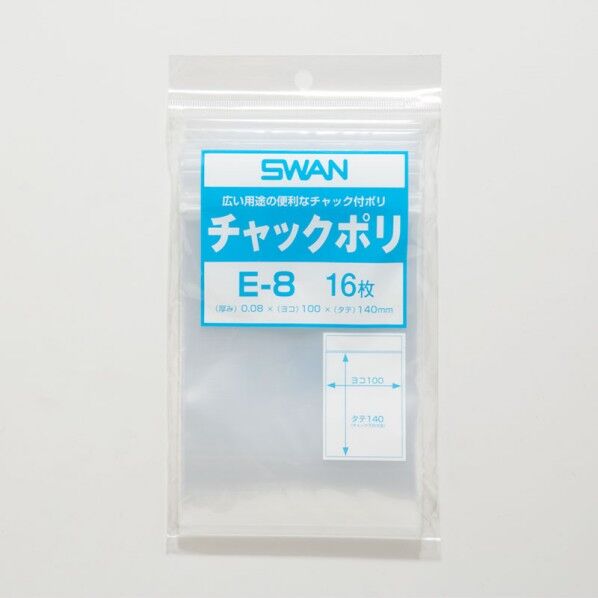 SWAN
広い用途の便利なチャック付ポリ
チャックポリ
E-8 16枚
(厚み) 0.08 × (ヨコ) 100 × (タテ) 140mm
ヨコ100
タテ140